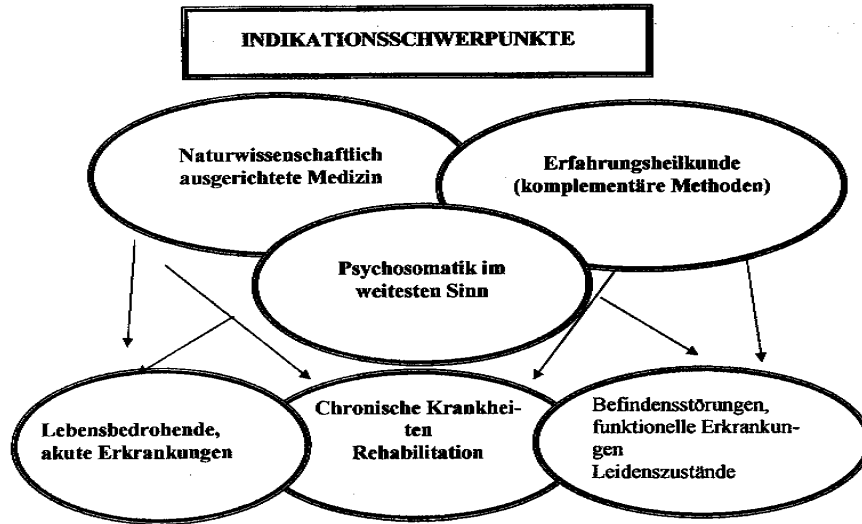 INDIKATIONSSCHWERPUNKTE
Naturwissenschaftlich
ausgerichtete Medizin
Erfahrungsheilkunde
(komplementäre Methoden)
Psychosomatik im
weitesten Sinn
Lebensbedrohende,
akute Erkrankungen
Chronische Krankhei-
ten
Rehabilitation
Befindensstörungen,
funktionelle Erkrankun-
gen
Leidenszustände